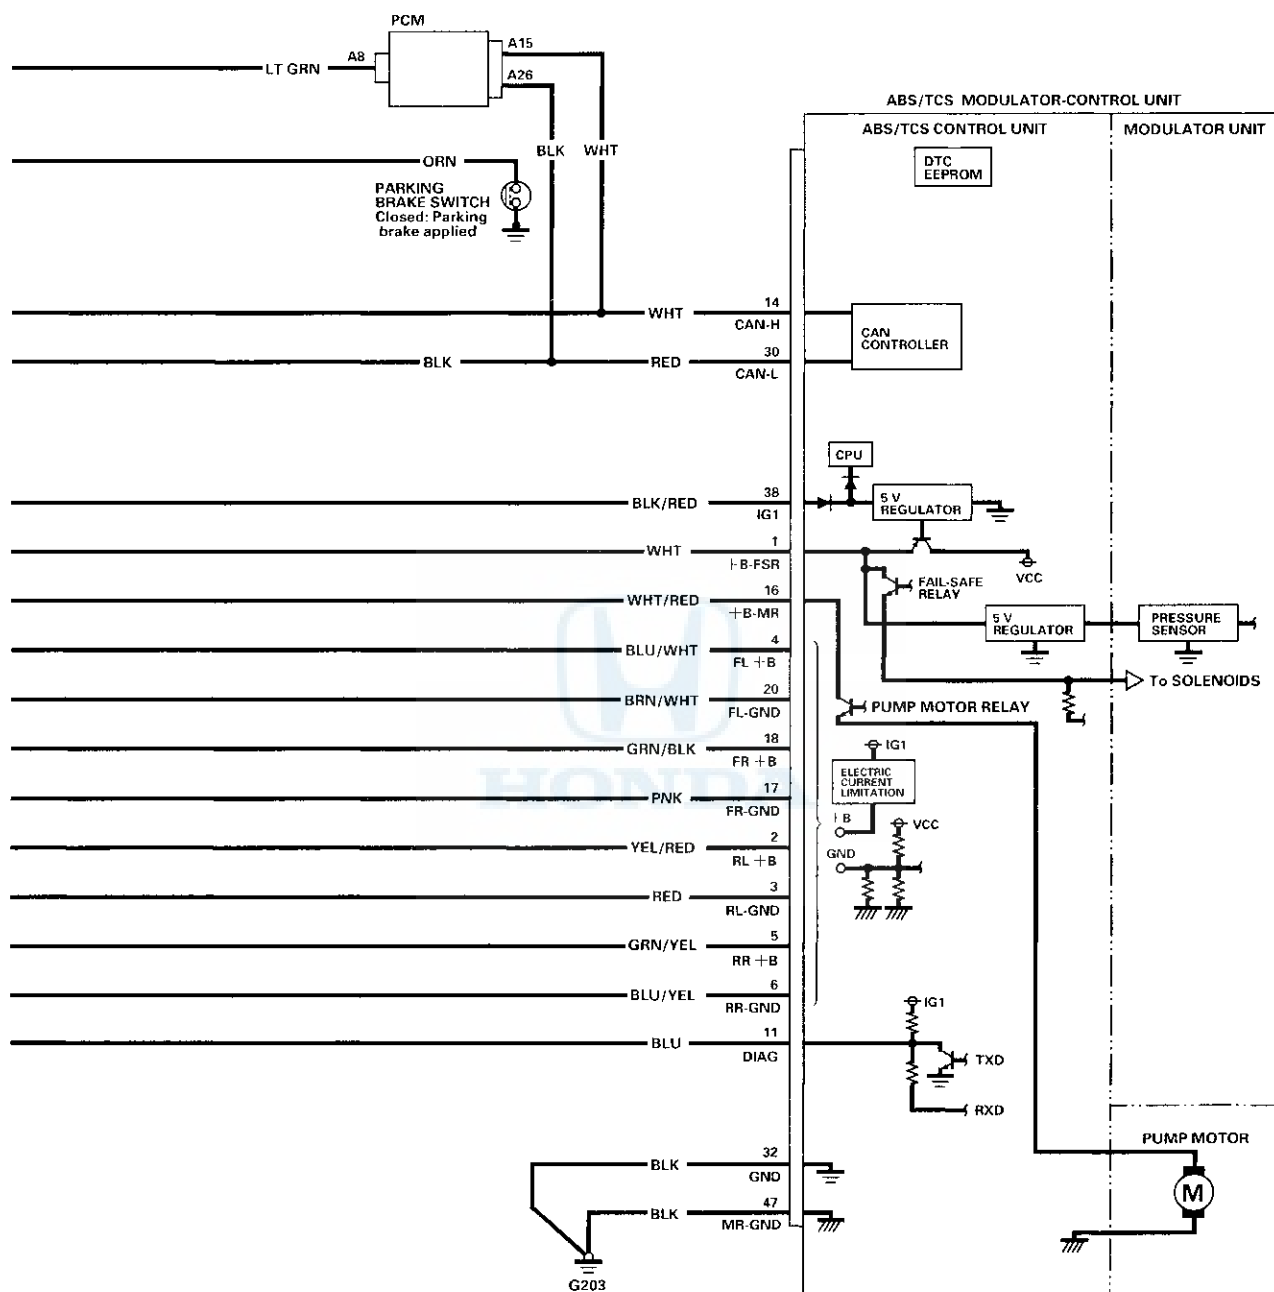 PCM
A15
A8
LT GRN
A26
ABS/TCS MODULATOR-CONTROL UNIT
ABS/TCS CONTROL UNIT
MODULATOR UNIT
BLK
WHT
DTC
EEPROM
ORN
PARKING
BRAKE SWITCH
Closed: Parking
brake applied
WHT
14
CAN-H
CAN
CONTROLLER
BLK
RED
30
CAN-L
CPU
BLK/RED
38
IG1
5 V
REGULATOR
WHT
1
+B-FSR
VCC
FAIL-SAFE
RELAY
WHT/RED
16
+B-MR
5 V
REGULATOR
PRESSURE
SENSOR
BLU/WHT
4
FL +B
To SOLENOIDS
BRN/WHT
20
FL-GND
PUMP MOTOR RELAY
GRN/BLK
18
FR +B
IG1
ELECTRIC
CURRENT
LIMITATION
HONDA
PNK
17
FR-GND
+B
VCC
YEL/RED
2
RL +B
GND
RED
3
RL-GND
GRN/YEL
5
RR +B
BLU/YEL
6
RR-GND
IG1
BLU
11
DIAG
TXD
RXD
PUMP MOTOR
BLK
32
GND
M
BLK
47
MR-GND
G203